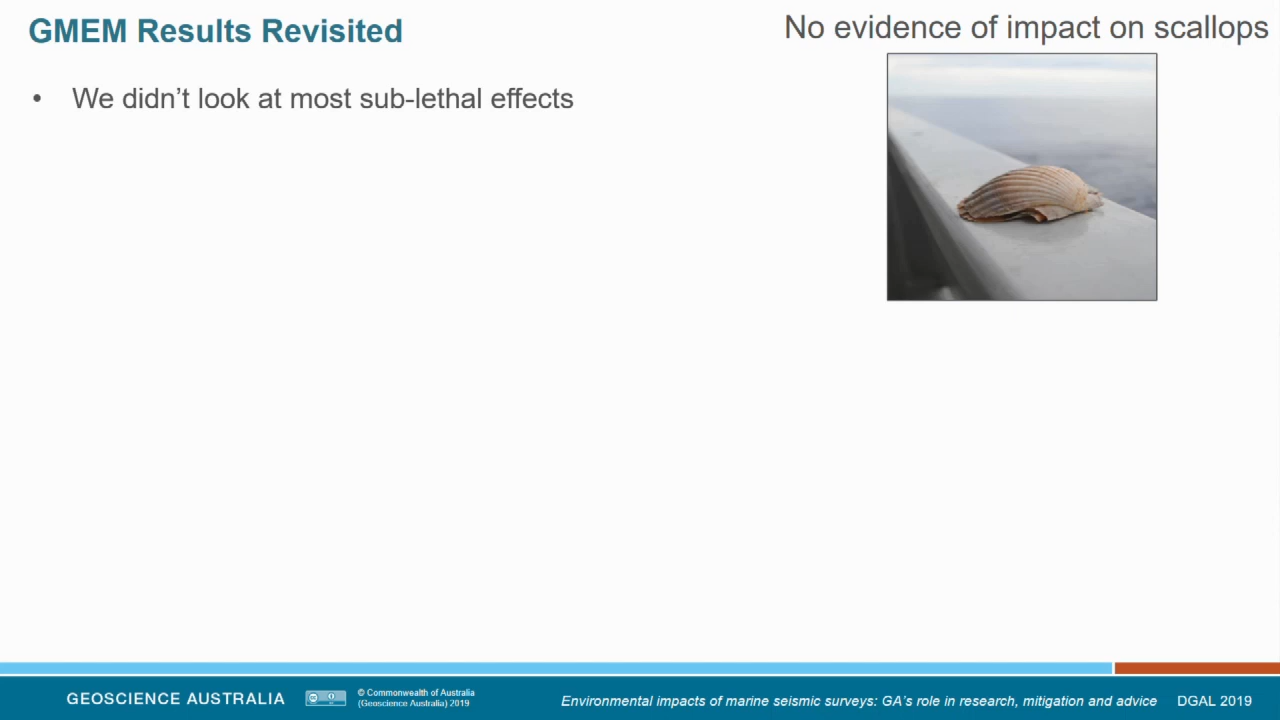 GMEM Results Revisited
No evidence of impact on scallops
• We didn’t look at most sub-lethal effects
GEOSCIENCE AUSTRALIA
© Commonwealth of Australia
(Geoscience Australia) 2019
Environmental impacts of marine seismic surveys: GA’s role in research, mitigation and advice
DGAL 2019